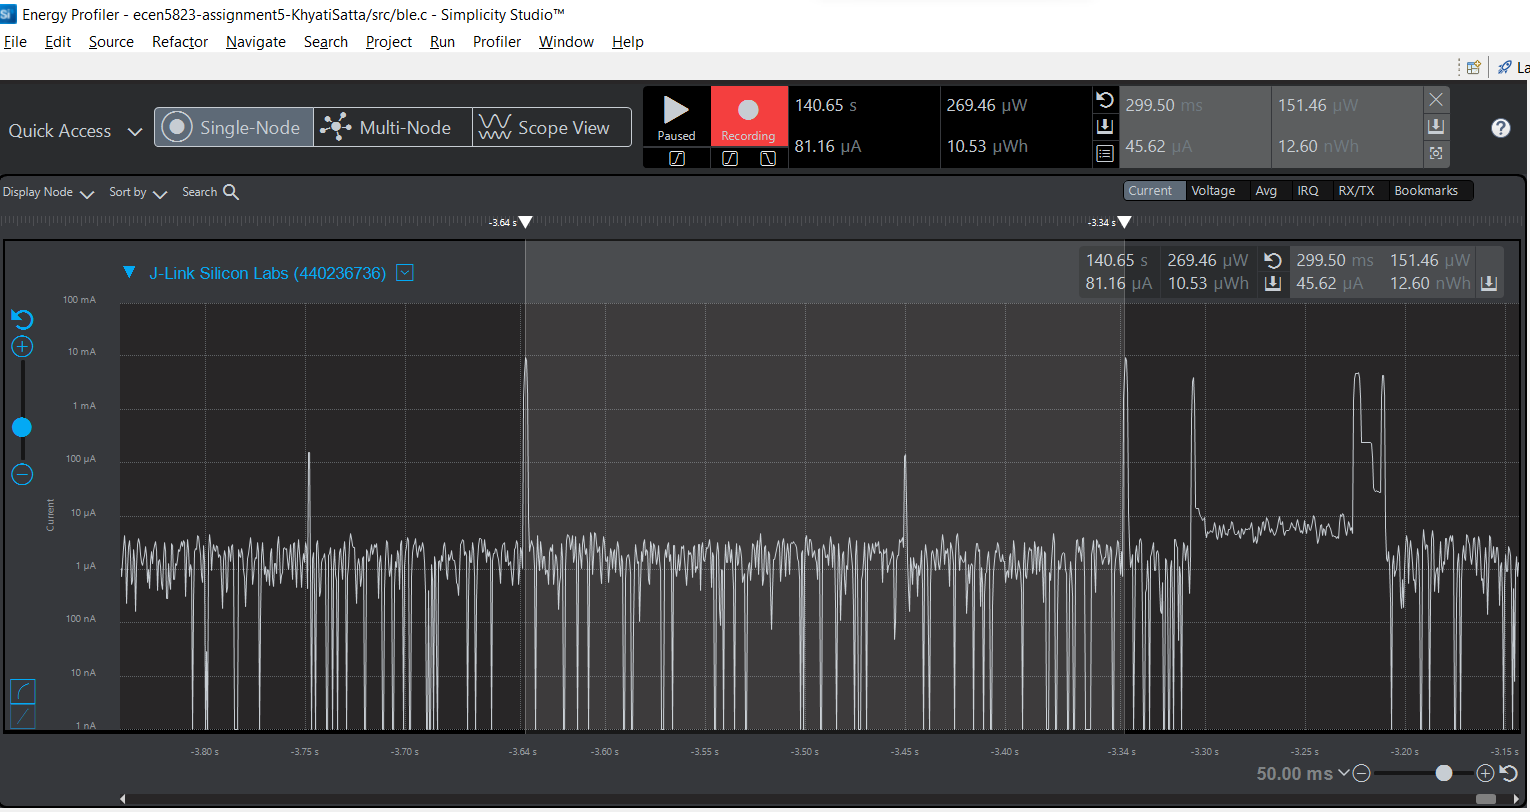 Si Energy Profiler - ecen5823-assignment5-KhyatiSatta/src/ble.c - Simplicity Studio™
File Edit Source Refactor Navigate Search Project Run Profiler Window Help
La
Quick Access Single-Node Multi-Node Scope View
Paused Recording
140.65 s 269.46 µW 299.50 ms 151.46 µW
81.16 µA 10.53 µWh 45.62 µA 12.60 nWh
?
Display Node Sort by Search Current Voltage Avg IRQ RX/TX Bookmarks
-3.64 s -3.34 s
J-Link Silicon Labs (440236736)
140.65 s 269.46 µW 299.50 ms 151.46 µW
81.16 µA 10.53 µWh 45.62 µA 12.60 nWh
100 mA
10 mA
1 mA
100 µA
10 µA
1 µA
100 nA
10 nA
1 nA
Current
-3.80 s -3.75 s -3.70 s -3.64 s -3.60 s -3.55 s -3.50 s -3.45 s -3.40 s -3.34 s -3.30 s -3.25 s -3.20 s -3.15 s
50.00 ms